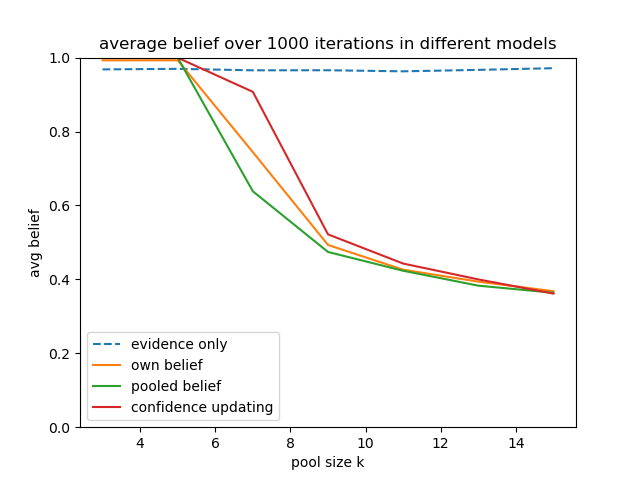 average belief over 1000 iterations in different models
1.0
0.8
0.6
0.4
0.2
0.0
avg belief
evidence only
own belief
pooled belief
confidence updating
4 6 8 10 12 14
pool size k